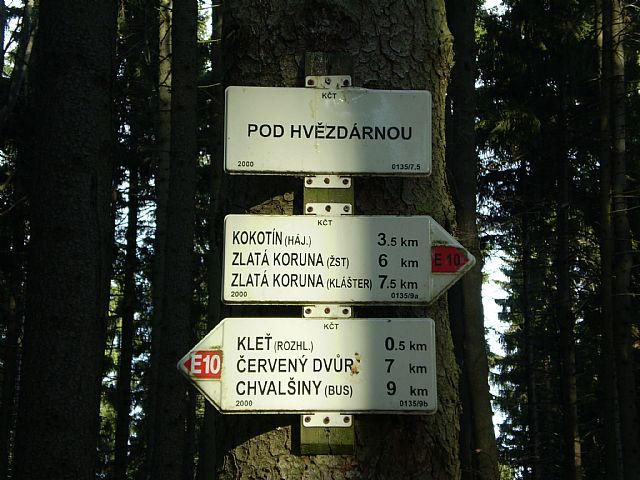 KČT
POD HVĚZDÁRNOU
2000 0135/7,5
KČT
KOKOTÍN (HÁJ.) 3.5 km
ZLATÁ KORUNA (ŽST) 6 km
ZLATÁ KORUNA (KLÁŠTER) 7.5 km
E 10
2000 0135/9a
KČT
KLEŤ (ROZHL.) 0.5 km
E10
ČERVENÝ DVŮR 7 km
CHVALŠINY (BUS) 9 km
2000 0135/9b